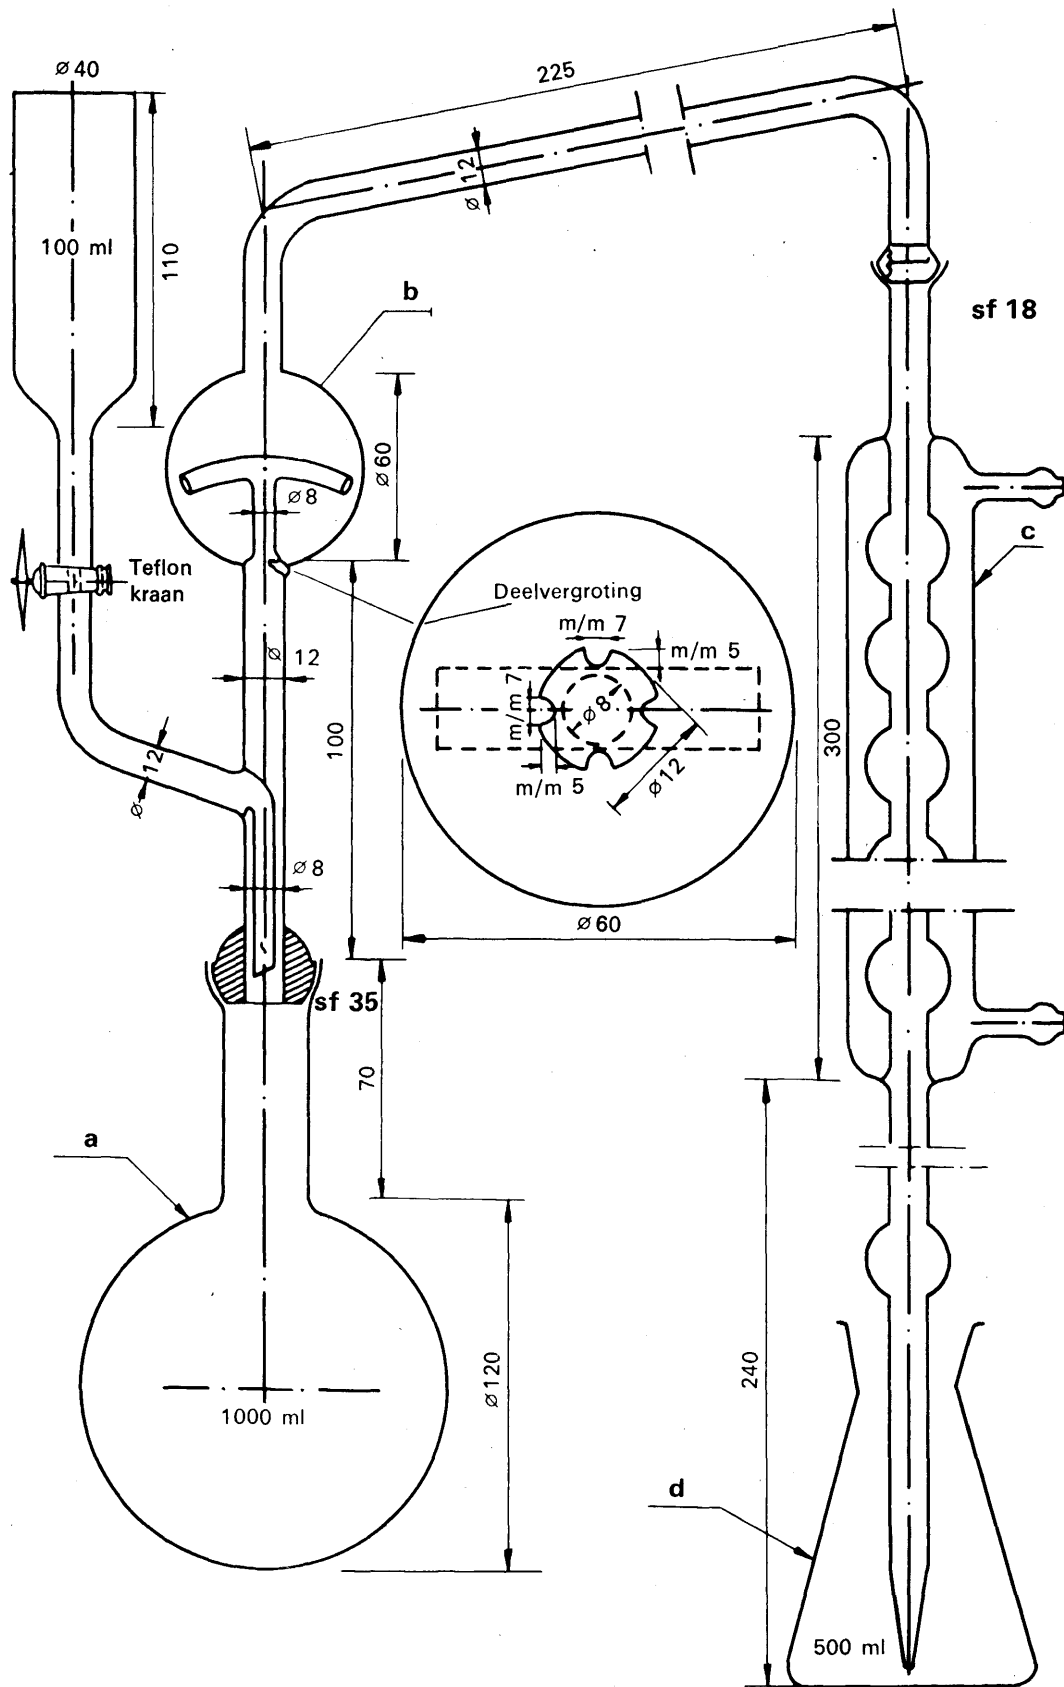 225
⌀ 40
⌀ 12
100 ml
110
b
sf 18
⌀ 60
⌀ 8
c
Teflon
kraan
Deelvergroting
m/m 7
m/m 5
⌀ 12
m/m 7
⌀ 8
100
300
⌀ 12
m/m 5
⌀ 12
⌀ 8
⌀ 60
sf 35
70
a
240
⌀ 120
1000 ml
d
500 ml